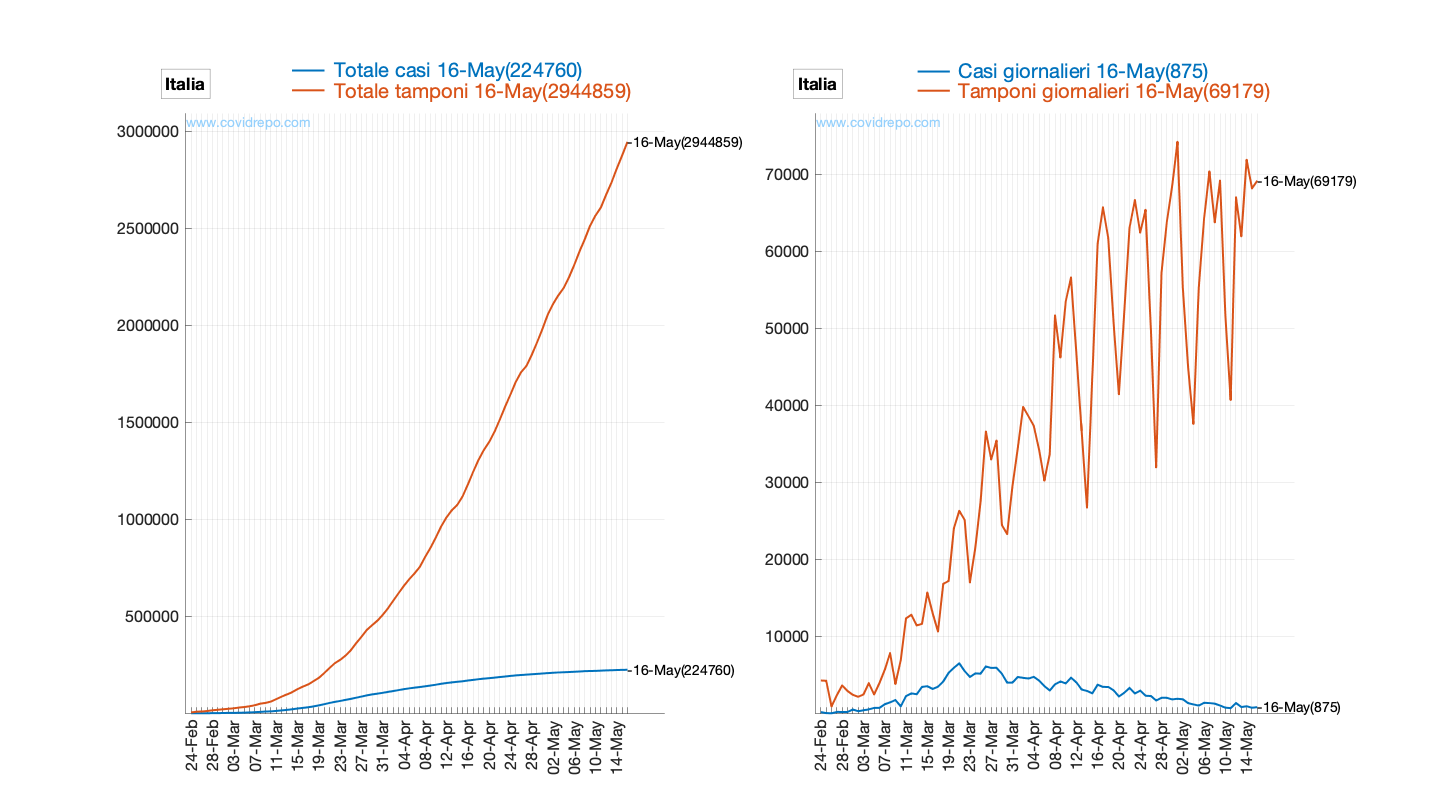 Italia
Totale casi 16-May(224760)
Totale tamponi 16-May(2944859)
www.covidrepo.com
3000000
2500000
2000000
1500000
1000000
500000
16-May(2944859)
16-May(224760)
24-Feb
28-Feb
03-Mar
07-Mar
11-Mar
15-Mar
19-Mar
23-Mar
27-Mar
31-Mar
04-Apr
08-Apr
12-Apr
16-Apr
20-Apr
24-Apr
28-Apr
02-May
06-May
10-May
14-May
Italia
Casi giornalieri 16-May(875)
Tamponi giornalieri 16-May(69179)
www.covidrepo.com
70000
60000
50000
40000
30000
20000
10000
16-May(69179)
16-May(875)
24-Feb
28-Feb
03-Mar
07-Mar
11-Mar
15-Mar
19-Mar
23-Mar
27-Mar
31-Mar
04-Apr
08-Apr
12-Apr
16-Apr
20-Apr
24-Apr
28-Apr
02-May
06-May
10-May
14-May